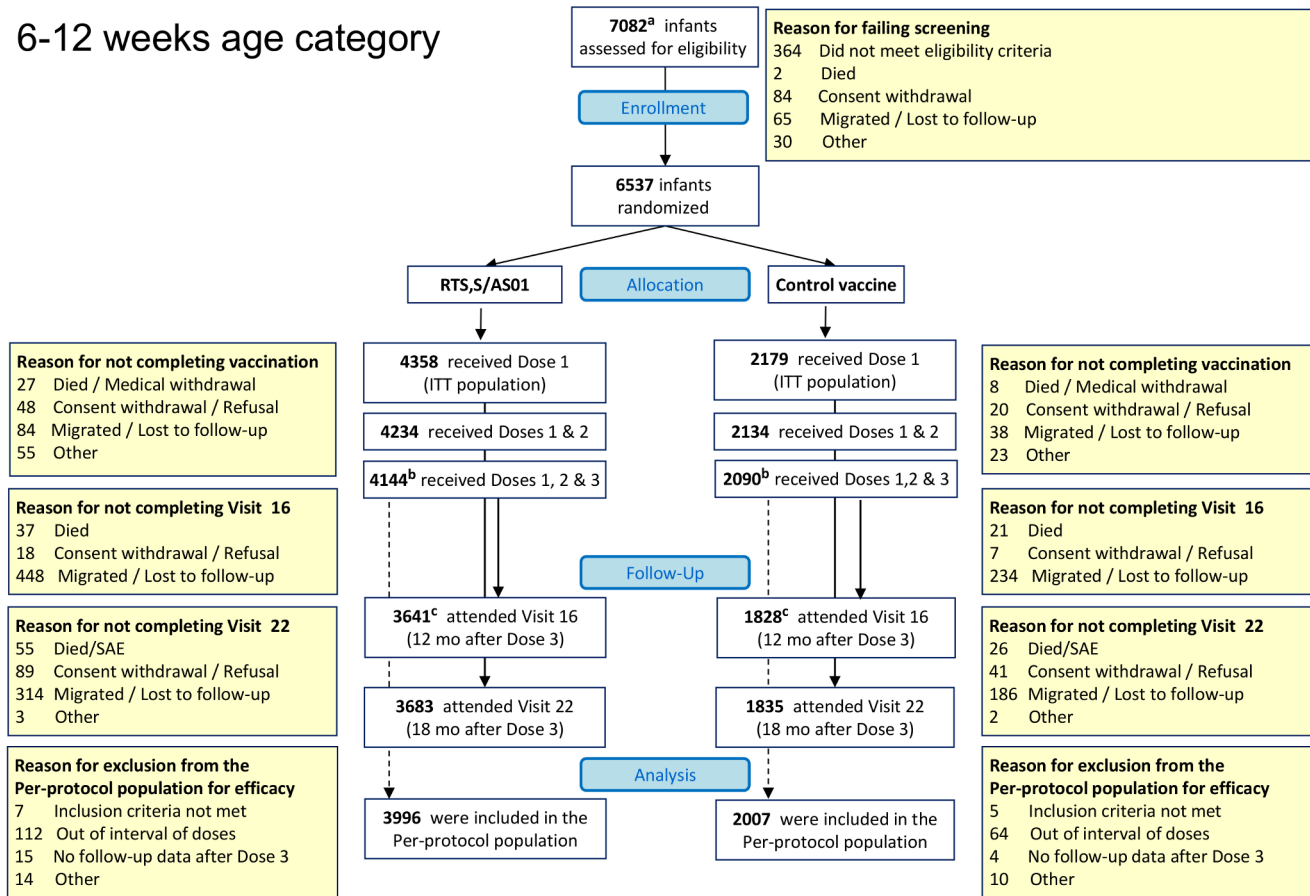 6-12 weeks age category
7082ᵃ infants
assessed for eligibility
Reason for failing screening
364 Did not meet eligibility criteria
2 Died
84 Consent withdrawal
65 Migrated / Lost to follow-up
30 Other
Enrollment
6537 infants
randomized
RTS,S/AS01
Allocation
Control vaccine
Reason for not completing vaccination
27 Died / Medical withdrawal
48 Consent withdrawal / Refusal
84 Migrated / Lost to follow-up
55 Other
4358 received Dose 1
(ITT population)
2179 received Dose 1
(ITT population)
Reason for not completing vaccination
8 Died / Medical withdrawal
20 Consent withdrawal / Refusal
38 Migrated / Lost to follow-up
23 Other
4234 received Doses 1 & 2
2134 received Doses 1 & 2
4144ᵇ received Doses 1, 2 & 3
2090ᵇ received Doses 1,2 & 3
Reason for not completing Visit 16
37 Died
18 Consent withdrawal / Refusal
448 Migrated / Lost to follow-up
Reason for not completing Visit 16
21 Died
7 Consent withdrawal / Refusal
234 Migrated / Lost to follow-up
Follow-Up
Reason for not completing Visit 22
55 Died/SAE
89 Consent withdrawal / Refusal
314 Migrated / Lost to follow-up
3 Other
3641ᶜ attended Visit 16
(12 mo after Dose 3)
1828ᶜ attended Visit 16
(12 mo after Dose 3)
Reason for not completing Visit 22
26 Died/SAE
41 Consent withdrawal / Refusal
186 Migrated / Lost to follow-up
2 Other
3683 attended Visit 22
(18 mo after Dose 3)
1835 attended Visit 22
(18 mo after Dose 3)
Analysis
Reason for exclusion from the
Per-protocol population for efficacy
7 Inclusion criteria not met
112 Out of interval of doses
15 No follow-up data after Dose 3
14 Other
3996 were included in the
Per-protocol population
2007 were included in the
Per-protocol population
Reason for exclusion from the
Per-protocol population for efficacy
5 Inclusion criteria not met
64 Out of interval of doses
4 No follow-up data after Dose 3
10 Other